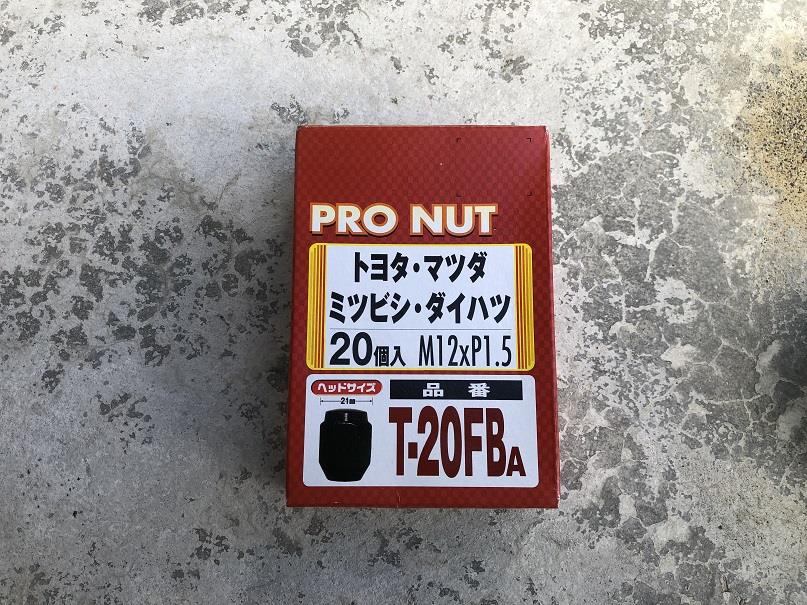 PRO NUT
トヨタ・マツダ
ミツビシ・ダイハツ
20個入 M12xP1.5
ヘッドサイズ
21㎜
品番
T-20FBA